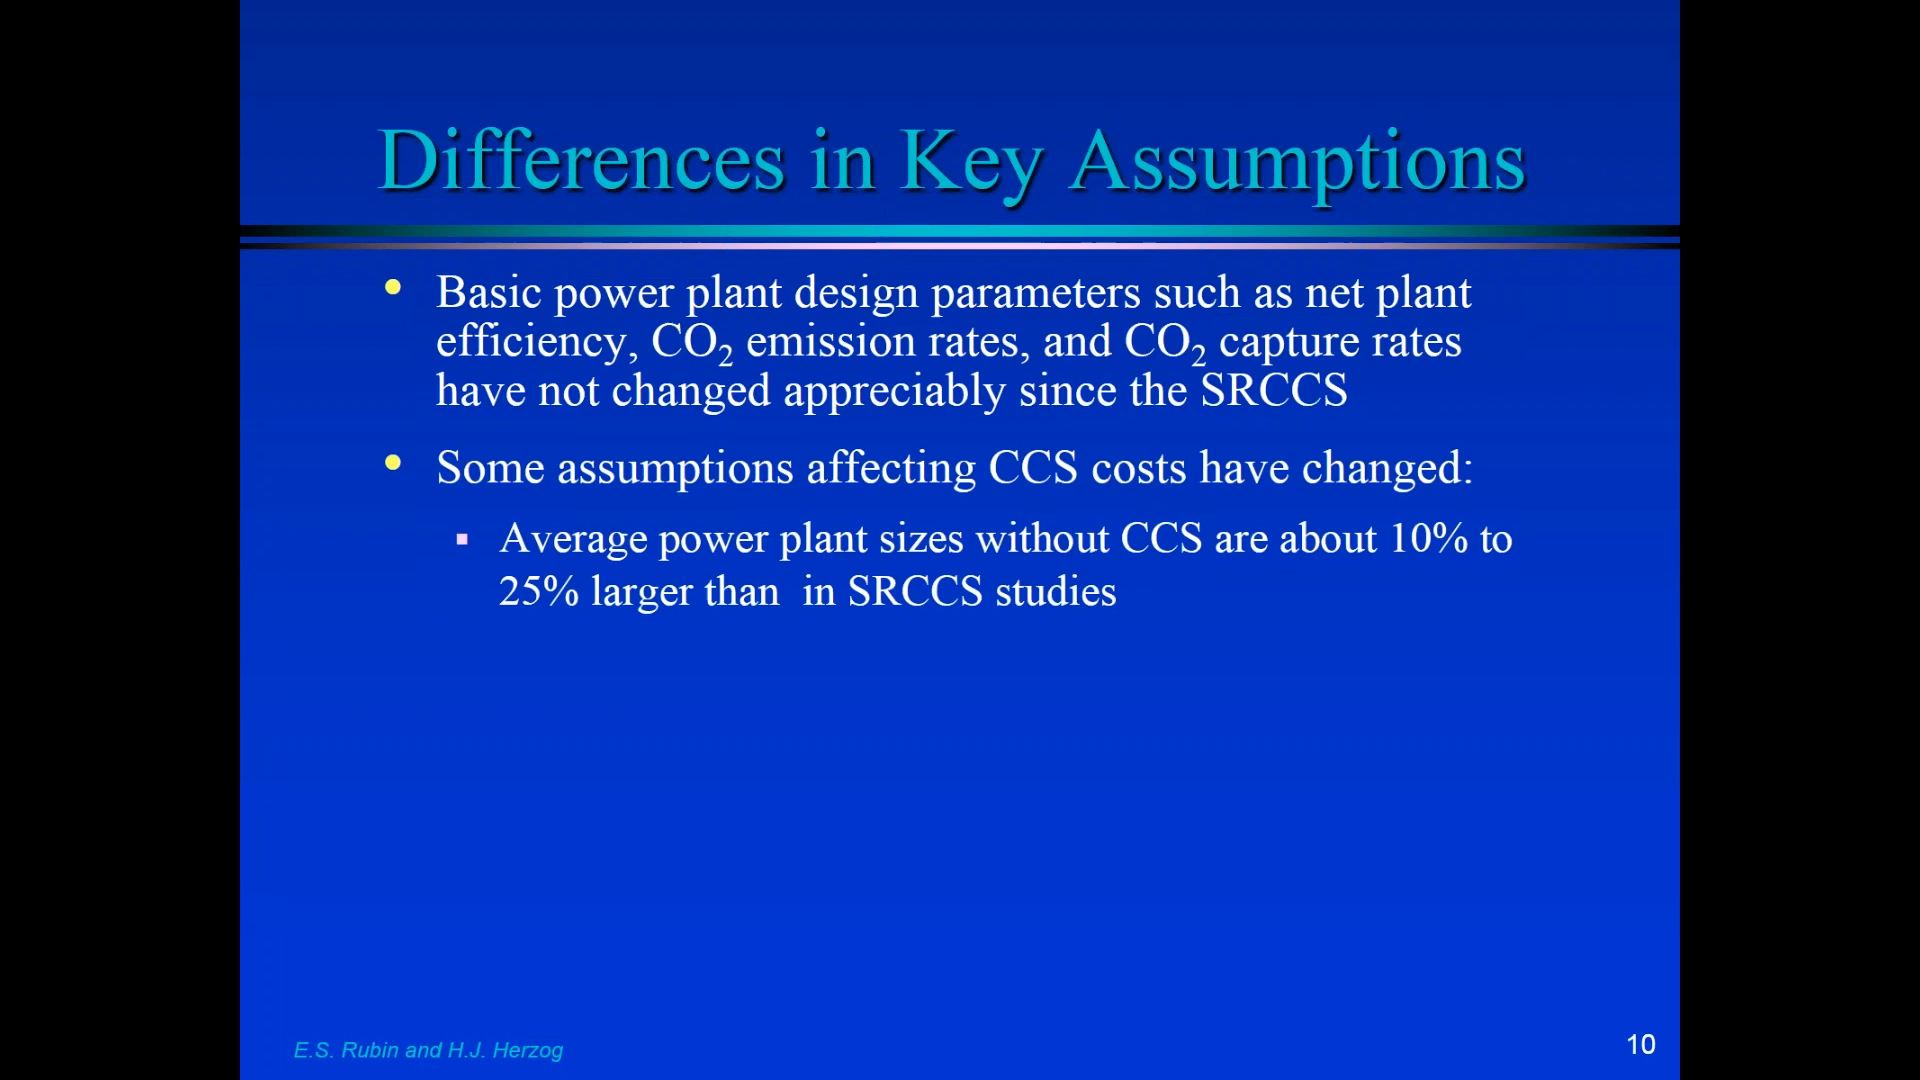 Differences in Key Assumptions
• Basic power plant design parameters such as net plant
efficiency, CO₂ emission rates, and CO₂ capture rates
have not changed appreciably since the SRCCS
• Some assumptions affecting CCS costs have changed:
▪ Average power plant sizes without CCS are about 10% to
25% larger than  in SRCCS studies
E.S. Rubin and H.J. Herzog
10